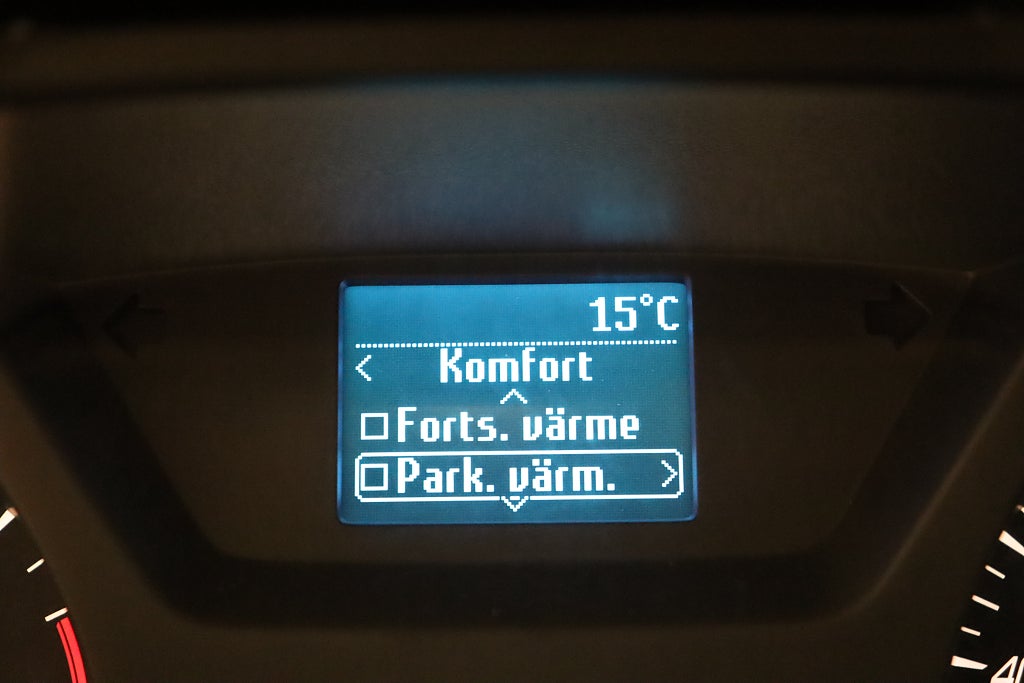 15°C
Komfort
Forts. värme
Park. värm.